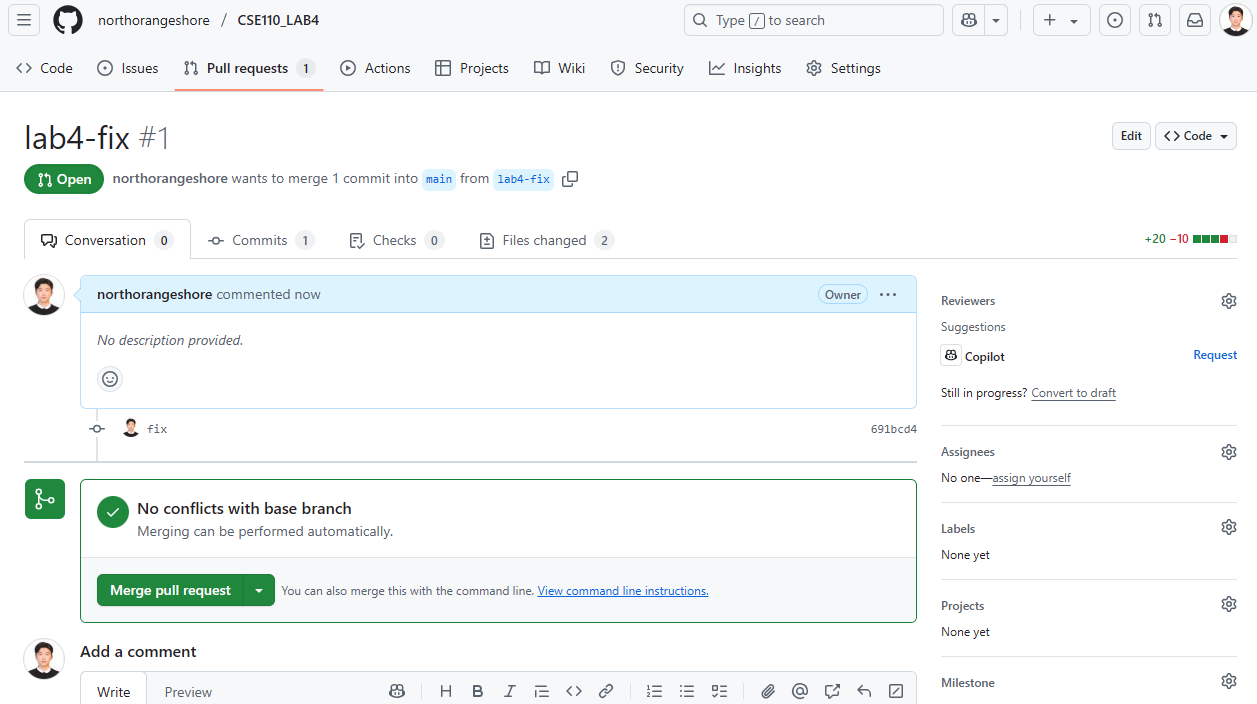 northorangeshore / CSE110_LAB4 Type / to search
Code Issues Pull requests 1 Actions Projects Wiki Security Insights Settings
lab4-fix #1
Edit Code
Open northorangeshore wants to merge 1 commit into main from lab4-fix
Conversation 0 Commits 1 Checks 0 Files changed 2 +20 −10
northorangeshore commented now Owner
No description provided.
fix 691bcd4
No conflicts with base branch
Merging can be performed automatically.
Merge pull request You can also merge this with the command line. View command line instructions.
Add a comment
Write Preview H B I
Reviewers
Suggestions
Copilot Request
Still in progress? Convert to draft
Assignees
No one—assign yourself
Labels
None yet
Projects
None yet
Milestone